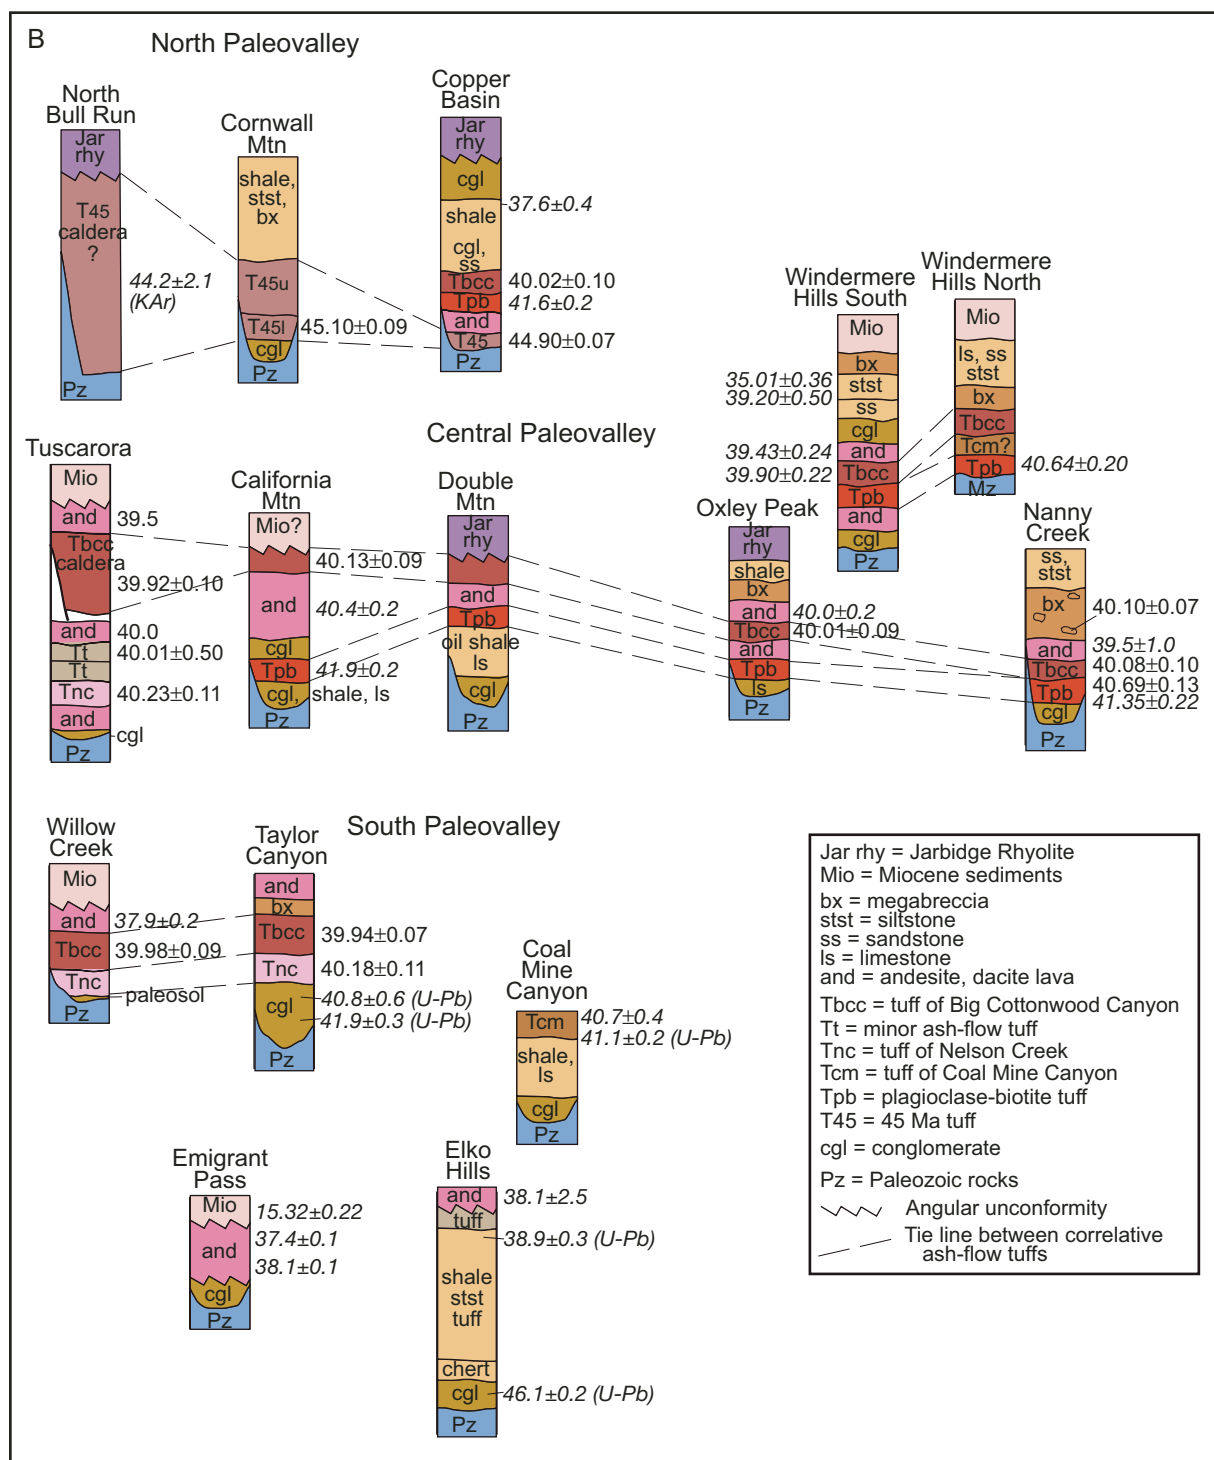 B
North Paleovalley
North
Bull Run
Jar
rhy
T45
caldera
?
Pz
44.2±2.1
(KAr)
Cornwall
Mtn
shale,
stst,
bx
T45u
T45l
cgl
Pz
45.10±0.09
Copper
Basin
Jar
rhy
cgl
shale
cgl,
ss
Tbcc
Tpb
and
T45
Pz
37.6±0.4
40.02±0.10
41.6±0.2
44.90±0.07
Central Paleovalley
Tuscarora
Mio
and
Tbcc
caldera
and
Tt
Tt
Tnc
and
cgl
Pz
39.5
39.92±0.10
40.0
40.01±0.50
40.23±0.11
California
Mtn
Mio?
and
cgl
Tpb
cgl, shale, ls
Pz
40.13±0.09
40.4±0.2
41.9±0.2
Double
Mtn
Jar
rhy
and
Tpb
oil shale
ls
cgl
Pz
Oxley Peak
Jar
rhy
shale
bx
and
Tbcc
and
Tpb
ls
Pz
40.0±0.2
40.01±0.09
Windermere
Hills South
Mio
bx
stst
ss
cgl
and
Tbcc
Tpb
and
cgl
Pz
35.01±0.36
39.20±0.50
39.43±0.24
39.90±0.22
Windermere
Hills North
Mio
ls, ss
stst
bx
Tbcc
Tcm?
Tpb
Mz
40.64±0.20
Nanny
Creek
ss,
stst
bx
and
Tbcc
Tpb
cgl
Pz
40.10±0.07
39.5±1.0
40.08±0.10
40.69±0.13
41.35±0.22
South Paleovalley
Willow
Creek
Mio
and
Tbcc
Tnc
paleosol
Pz
37.9±0.2
39.98±0.09
Taylor
Canyon
and
bx
Tbcc
Tnc
cgl
Pz
39.94±0.07
40.18±0.11
40.8±0.6 (U-Pb)
41.9±0.3 (U-Pb)
Coal
Mine
Canyon
Tcm
shale,
ls
cgl
Pz
40.7±0.4
41.1±0.2 (U-Pb)
Emigrant
Pass
Mio
and
cgl
Pz
15.32±0.22
37.4±0.1
38.1±0.1
Elko
Hills
and
tuff
shale
stst
tuff
chert
cgl
Pz
38.1±2.5
38.9±0.3 (U-Pb)
46.1±0.2 (U-Pb)
Jar rhy = Jarbidge Rhyolite
Mio = Miocene sediments
bx = megabreccia
stst = siltstone
ss = sandstone
ls = limestone
and = andesite, dacite lava
Tbcc = tuff of Big Cottonwood Canyon
Tt = minor ash-flow tuff
Tnc = tuff of Nelson Creek
Tcm = tuff of Coal Mine Canyon
Tpb = plagioclase-biotite tuff
T45 = 45 Ma tuff
cgl = conglomerate
Pz = Paleozoic rocks
Angular unconformity
Tie line between correlative
ash-flow tuffs